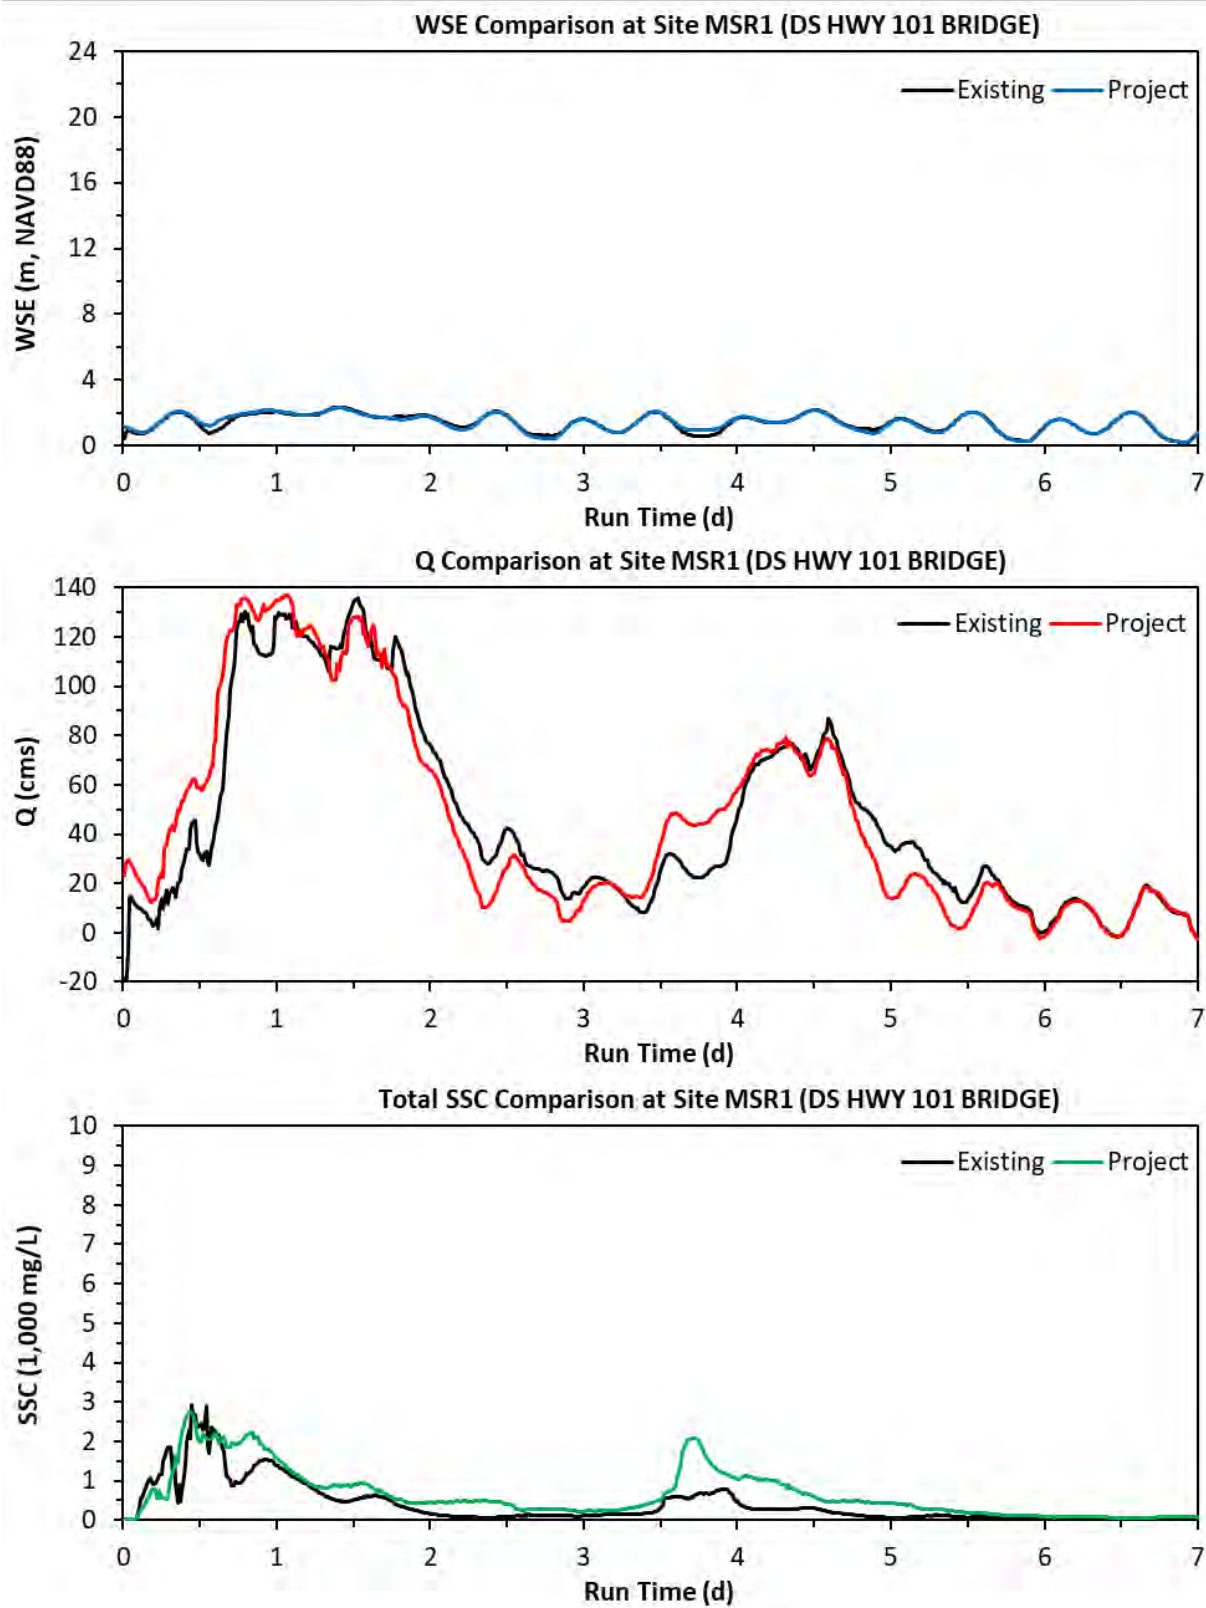 WSE Comparison at Site MSR1 (DS HWY 101 BRIDGE)
24
20
16
12
8
4
0
WSE (m, NAVD88)
Existing Project
0 1 2 3 4 5 6 7
Run Time (d)
Q Comparison at Site MSR1 (DS HWY 101 BRIDGE)
140
120
100
80
60
40
20
0
-20
Q (cms)
Existing Project
0 1 2 3 4 5 6 7
Run Time (d)
Total SSC Comparison at Site MSR1 (DS HWY 101 BRIDGE)
10
9
8
7
6
5
4
3
2
1
0
SSC (1,000 mg/L)
Existing Project
0 1 2 3 4 5 6 7
Run Time (d)